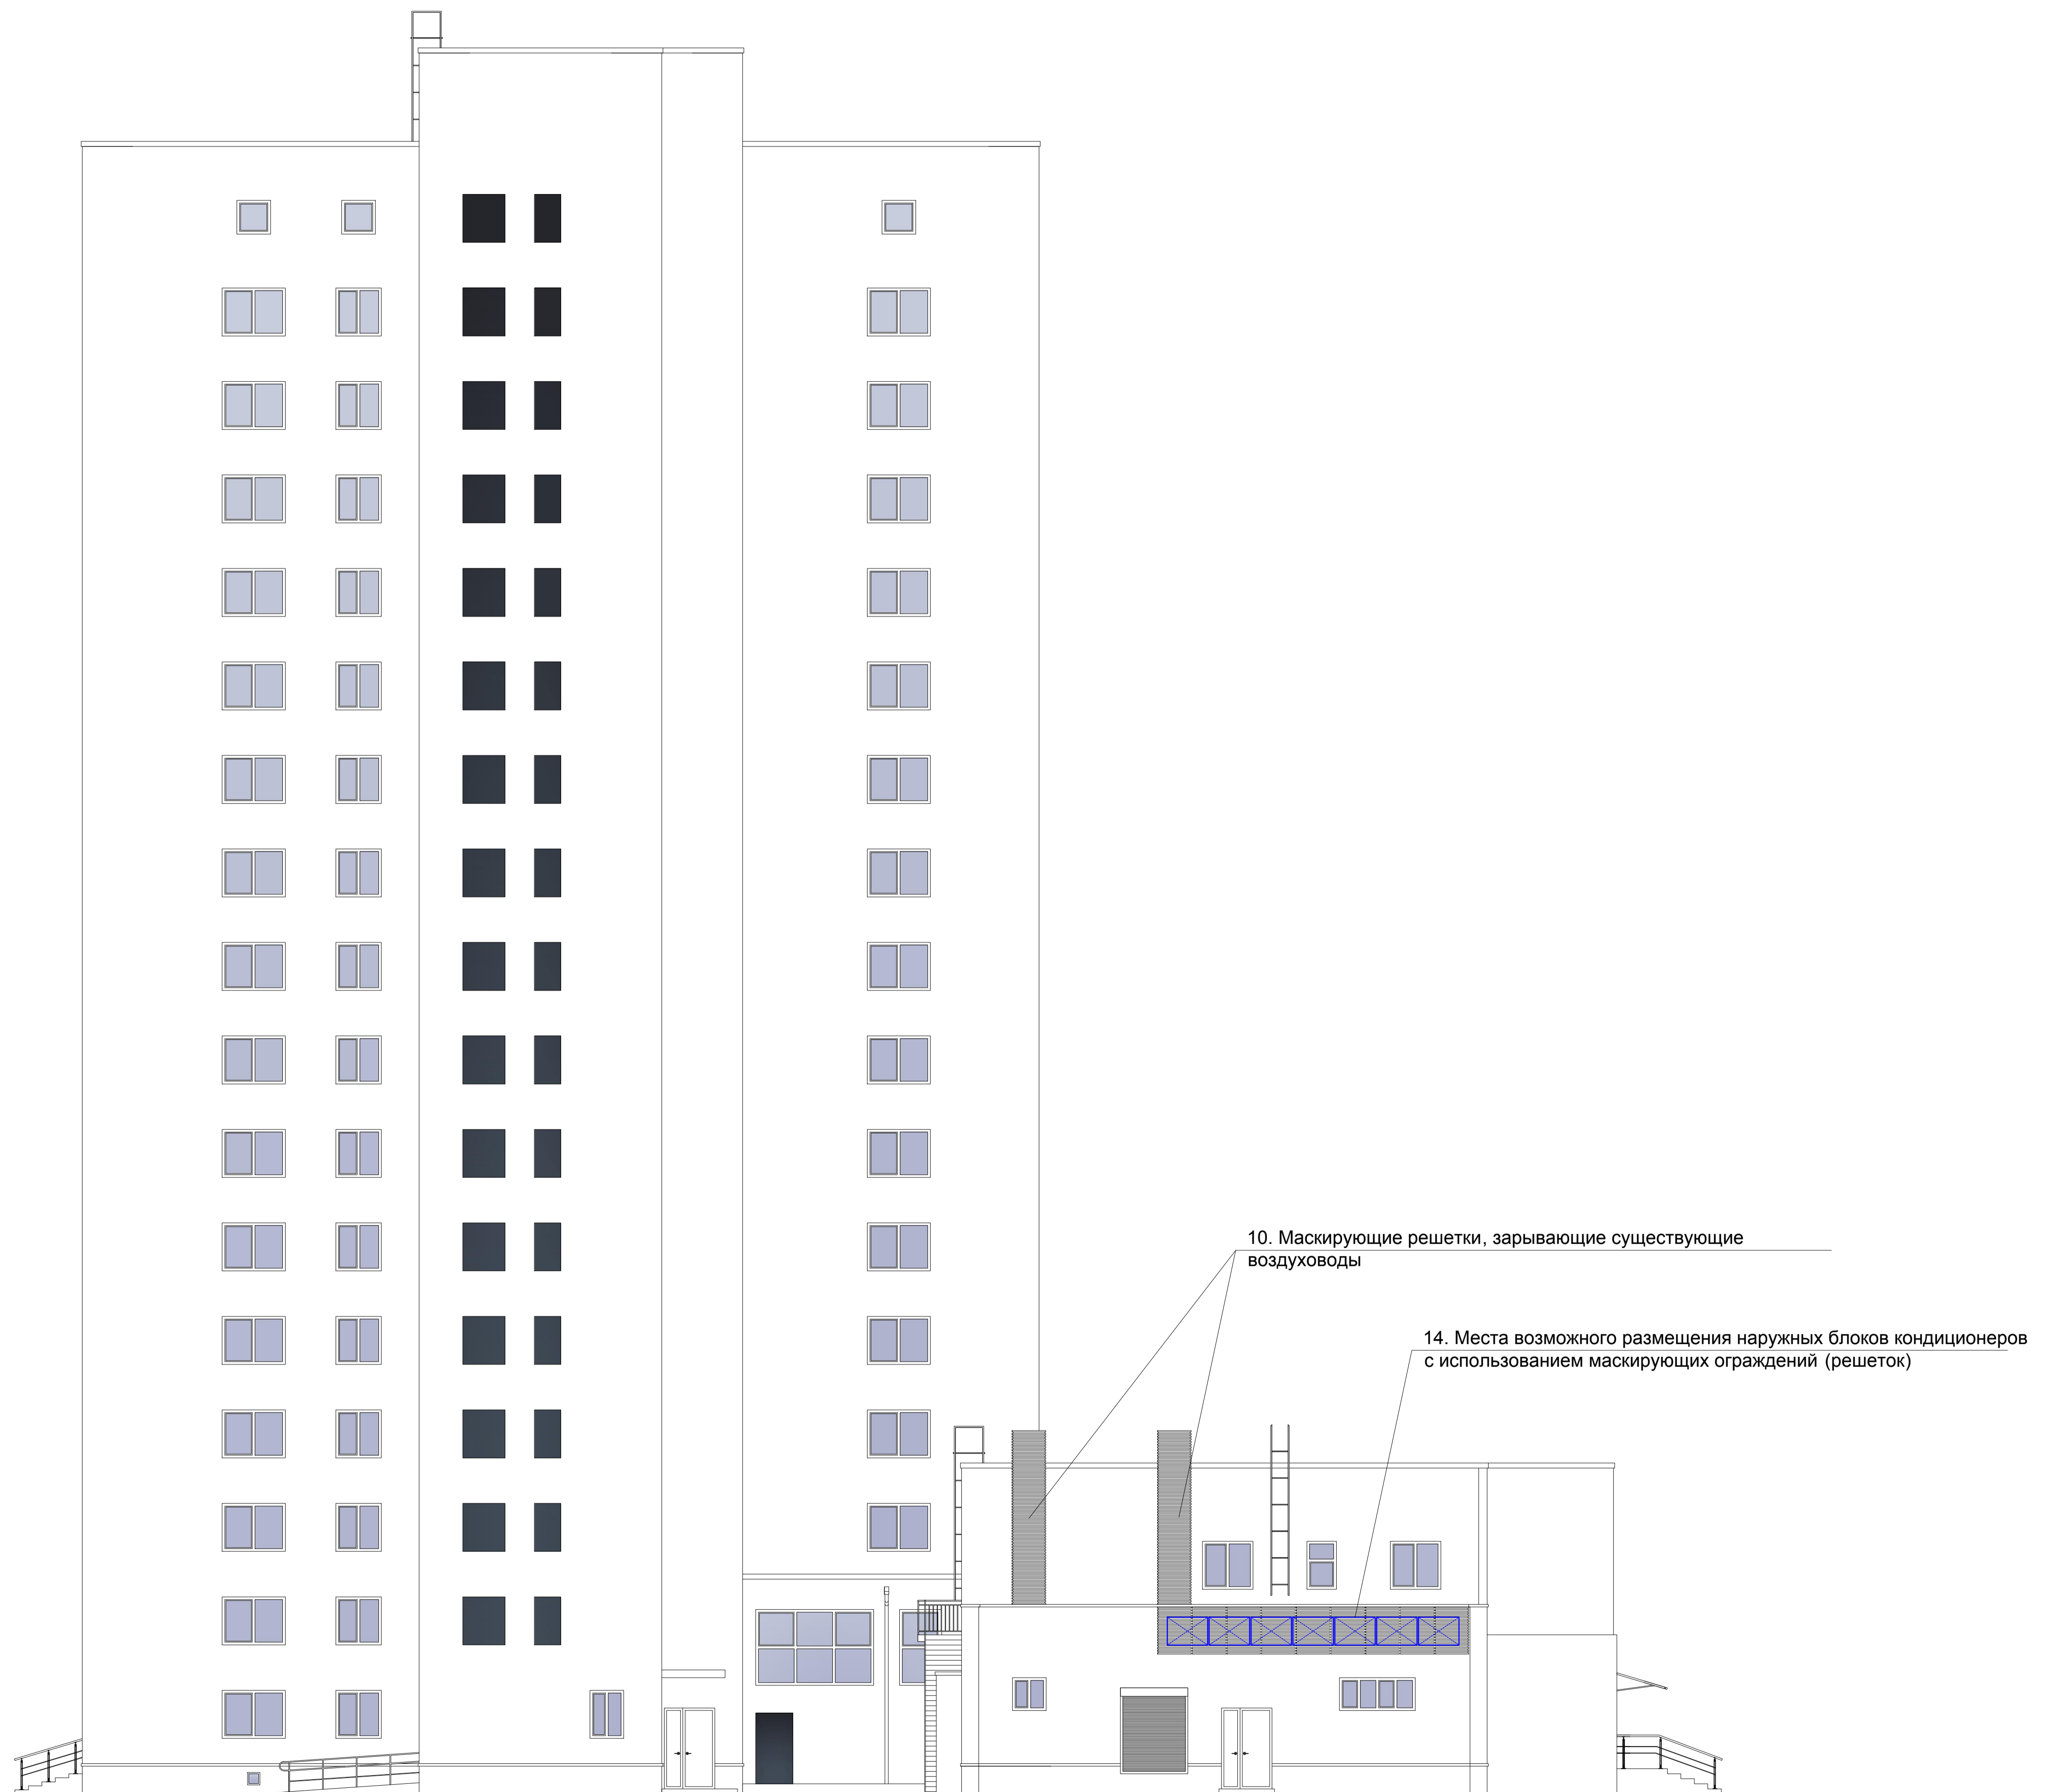 10. Маскирующие решетки, зарывающие существующие
воздуховоды
14. Места возможного размещения наружных блоков кондиционеров
с использованием маскирующих ограждений (решеток)